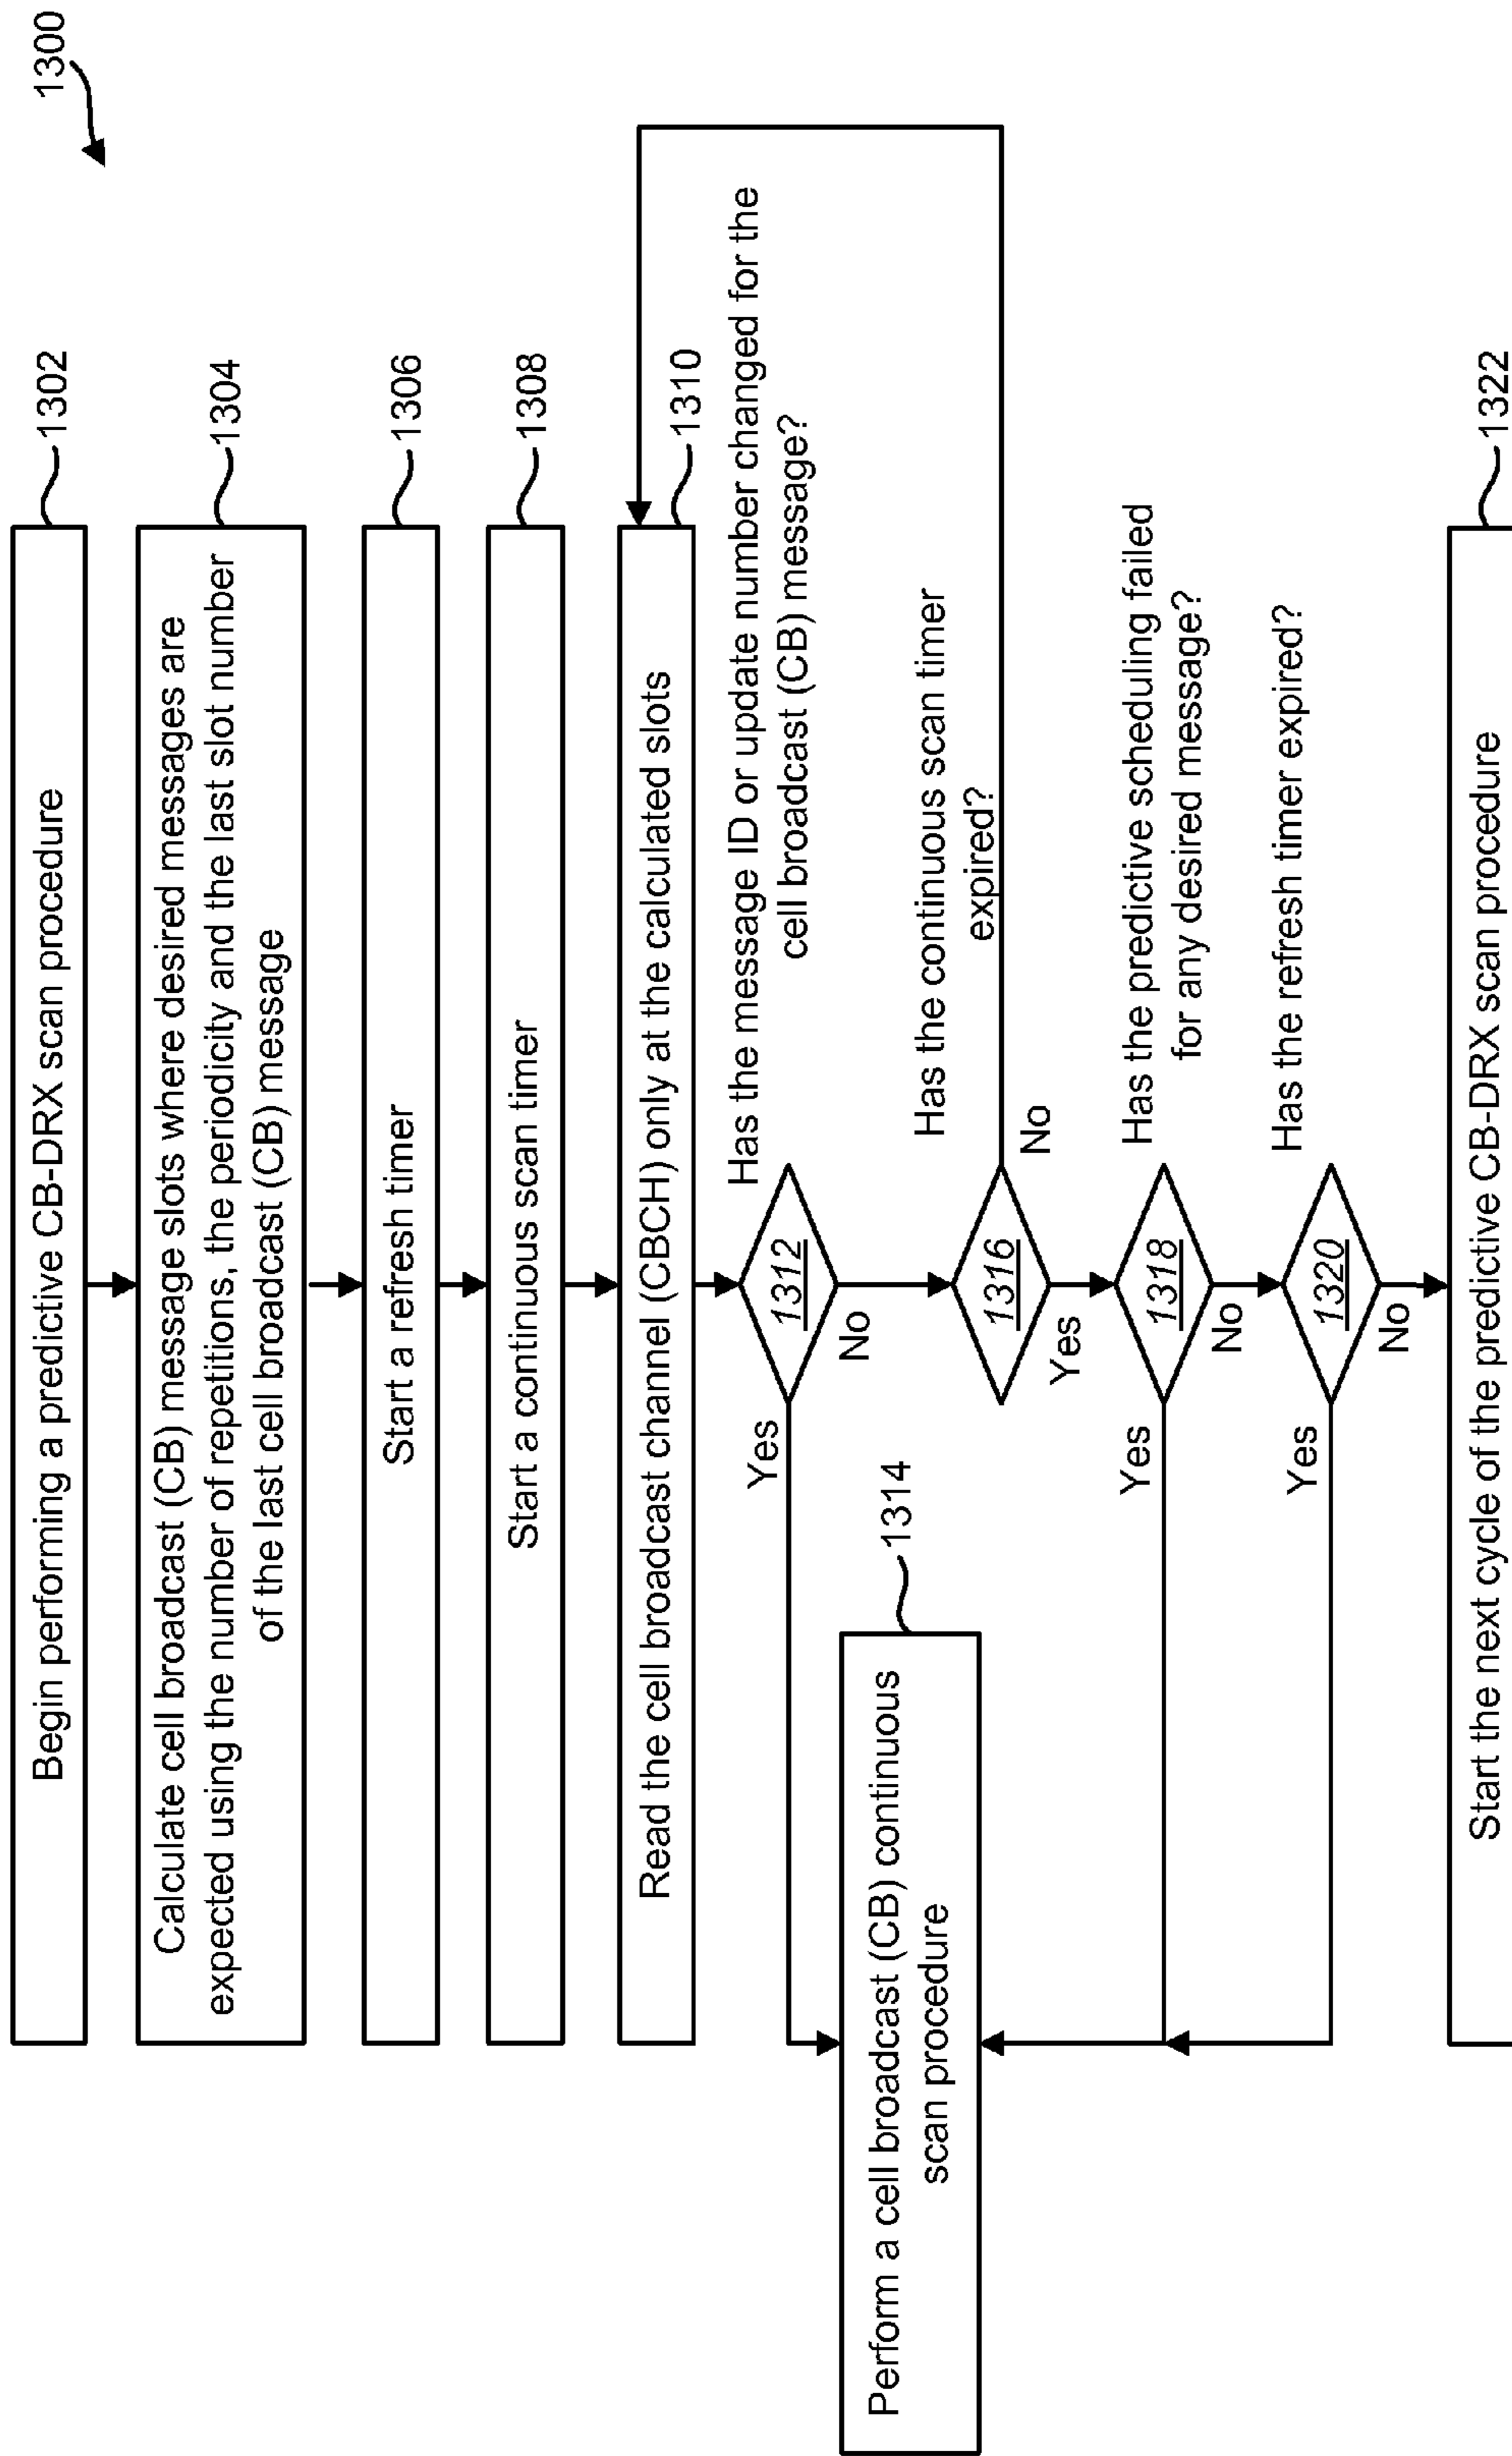 1300
Begin performing a predictive CB-DRX scan procedure
1302
Calculate cell broadcast (CB) message slots where desired messages are
expected using the number of repetitions, the periodicity and the last slot number
of the last cell broadcast (CB) message
1304
Start a refresh timer
1306
Start a continuous scan timer
1308
Read the cell broadcast channel (CBCH) only at the calculated slots
1310
Has the message ID or update number changed for the
cell broadcast (CB) message?
1312
Yes
No
Perform a cell broadcast (CB) continuous
scan procedure
1314
Has the continuous scan timer
expired?
1316
No
Yes
Has the predictive scheduling failed
for any desired message?
1318
Yes
No
Has the refresh timer expired?
1320
Yes
No
Start the next cycle of the predictive CB-DRX scan procedure
1322